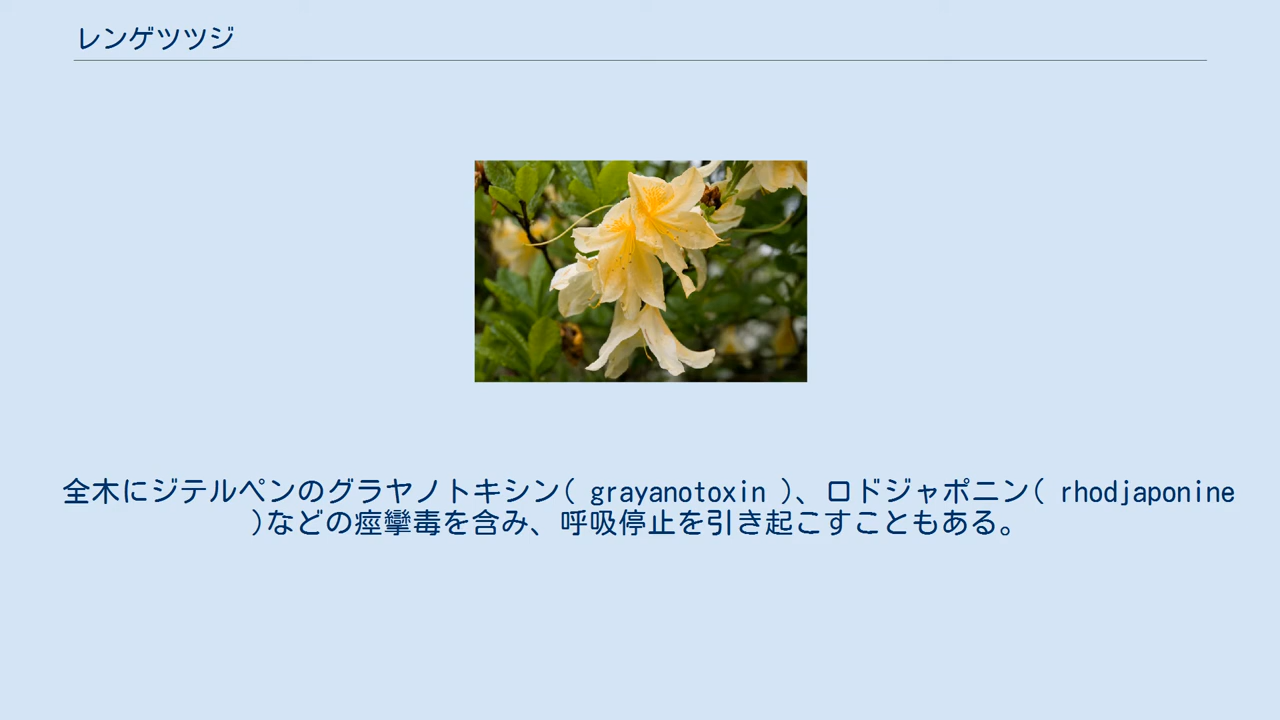 レンゲツツジ
全木にジテルペンのグラヤノトキシン( grayanotoxin )、ロドジャポニン( rhodjaponine
)などの痙攣毒を含み、呼吸停止を引き起こすこともある。